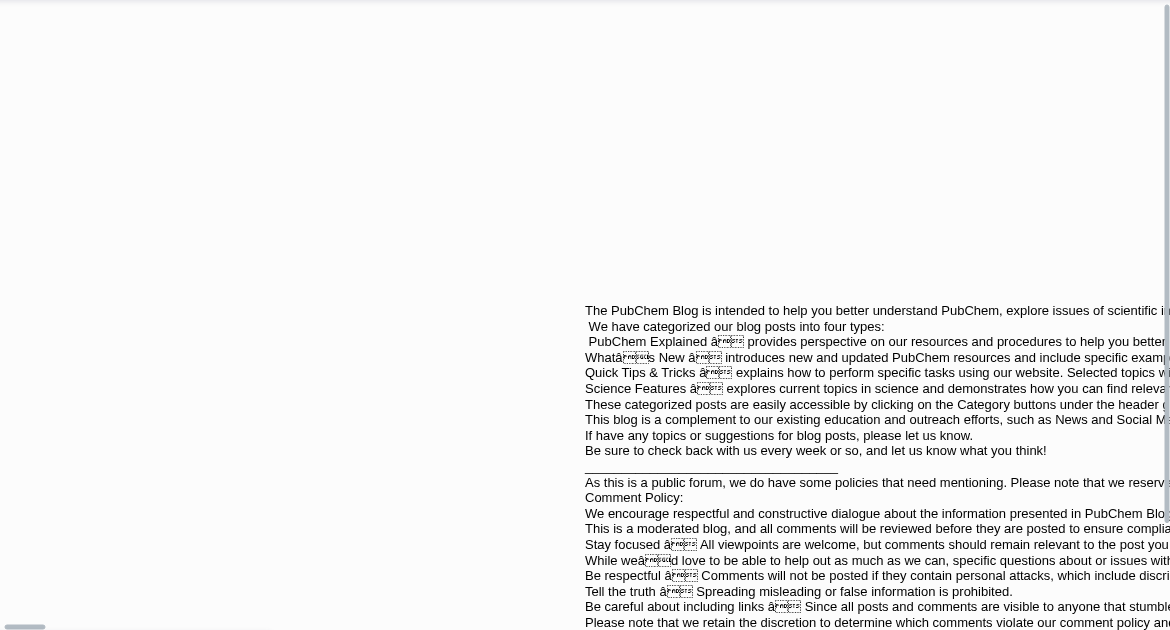 The PubChem Blog is intended to help you better understand PubChem, explore issues of scientific
We have categorized our blog posts into four types:
PubChem Explained â provides perspective on our resources and procedures to help you better
Whatâs New â introduces new and updated PubChem resources and include specific
Quick Tips & Tricks â explains how to perform specific tasks using our website. Selected topics
Science Features â explores current topics in science and demonstrates how you can find
These categorized posts are easily accessible by clicking on the Category buttons under the header
This blog is a complement to our existing education and outreach efforts, such as News and Social
If have any topics or suggestions for blog posts, please let us know.
Be sure to check back with us every week or so, and let us know what you think!
___________________________________
As this is a public forum, we do have some policies that need mentioning. Please note that we
Comment Policy:
We encourage respectful and constructive dialogue about the information presented in PubChem
This is a moderated blog, and all comments will be reviewed before they are posted to ensure
Stay focused â All viewpoints are welcome, but comments should remain relevant to the post you
While weâd love to be able to help out as much as we can, specific questions about or issues
Be respectful â Comments will not be posted if they contain personal attacks, which include
Tell the truth â Spreading misleading or false information is prohibited.
Be careful about including links â Since all posts and comments are visible to anyone that
Please note that we retain the discretion to determine which comments violate our comment policy